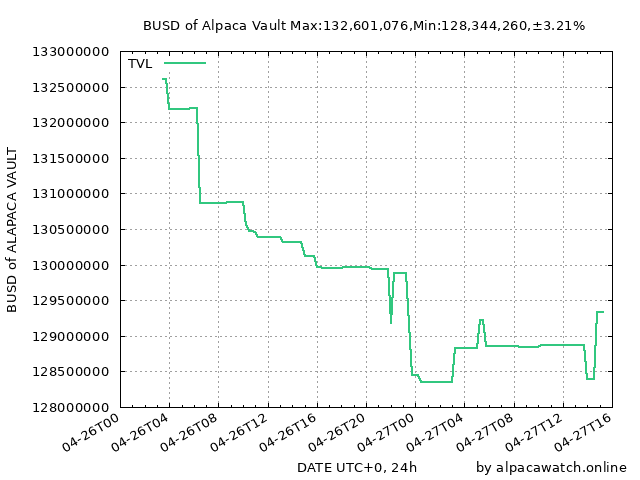 BUSD of Alpaca Vault Max:132,601,076,Min:128,344,260,±3.21%
TVL
133000000
132500000
132000000
131500000
131000000
130500000
130000000
129500000
129000000
128500000
128000000
BUSD of ALAPACA VAULT
04-26T00
04-26T04
04-26T08
04-26T12
04-26T16
04-26T20
04-27T00
04-27T04
04-27T08
04-27T12
04-27T16
DATE UTC+0, 24h
by alpacawatch.online